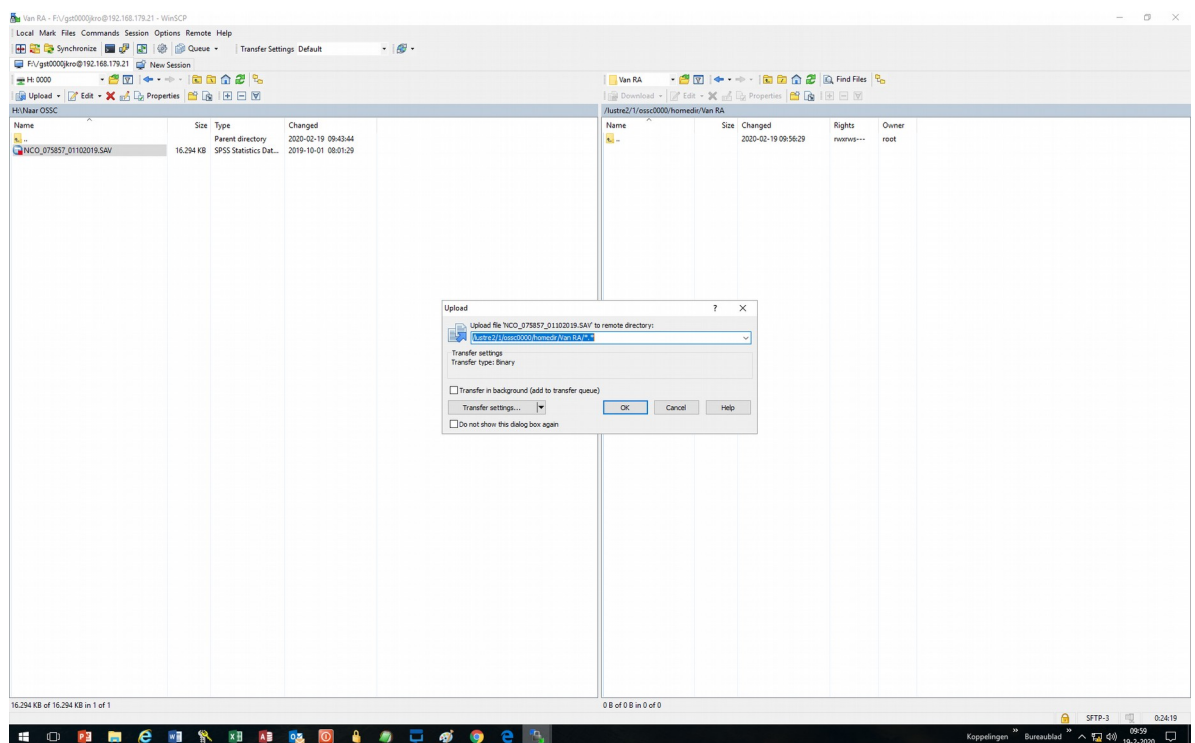 Van RA - F:\/gst0000jkro@192.168.179.21 - WinSCP
Local Mark Files Commands Session Options Remote Help
Synchronize Queue Transfer Settings Default
F:\/gst0000jkro@192.168.179.21 New Session
H: 0000
Upload Edit Properties
H:\Naar OSSC
Name Size Type Changed
.. Parent directory 2020-02-19 09:43:44
NCO_075857_01102019.SAV 16.294 KB SPSS Statistics Dat... 2019-10-01 08:01:29
Van RA Find Files
Download Edit Properties
/lustre2/1/ossc0000/homedir/Van RA
Name Size Changed Rights Owner
.. 2020-02-19 09:56:29 rwxrws--- root
Upload ?
Upload file 'NCO_075857_01102019.SAV' to remote directory:
/lustre2/1/ossc0000/homedir/Van RA/*.*
Transfer settings
Transfer type: Binary
Transfer in background (add to transfer queue)
Transfer settings... OK Cancel Help
Do not show this dialog box again
16.294 KB of 16.294 KB in 1 of 1
0 B of 0 B in 0 of 0
SFTP-3 0:24:19
Koppelingen » Bureaublad » 09:59
19-2-2020